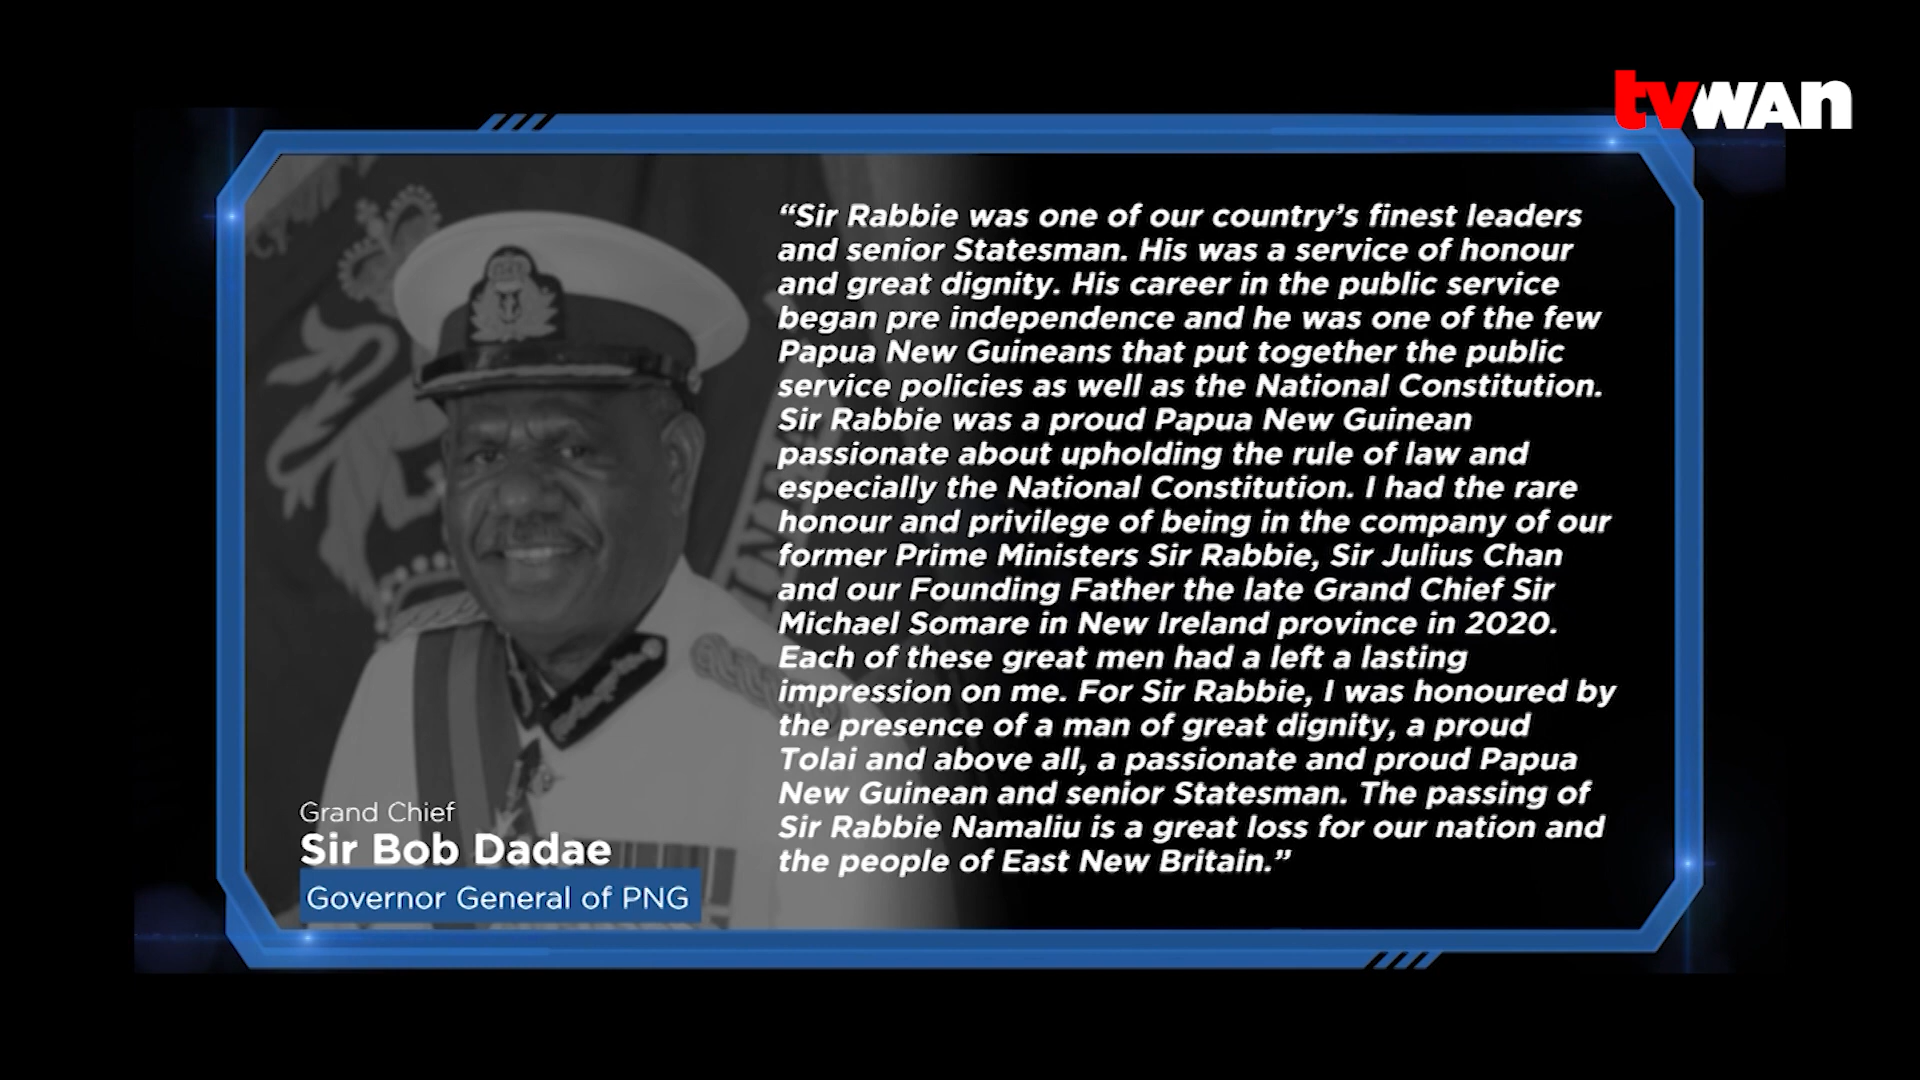 tvwan
“Sir Rabbie was one of our country’s finest leaders
and senior Statesman. His was a service of honour
and great dignity. His career in the public service
began pre independence and he was one of the few
Papua New Guineans that put together the public
service policies as well as the National Constitution.
Sir Rabbie was a proud Papua New Guinean
passionate about upholding the rule of law and
especially the National Constitution. I had the rare
honour and privilege of being in the company of our
former Prime Ministers Sir Rabbie, Sir Julius Chan
and our Founding Father the late Grand Chief Sir
Michael Somare in New Ireland province in 2020.
Each of these great men had a left a lasting
impression on me. For Sir Rabbie, I was honoured by
the presence of a man of great dignity, a proud
Tolai and above all, a passionate and proud Papua
New Guinean and senior Statesman. The passing of
Sir Rabbie Namaliu is a great loss for our nation and
the people of East New Britain.”
Grand Chief
Sir Bob Dadae
Governor General of PNG